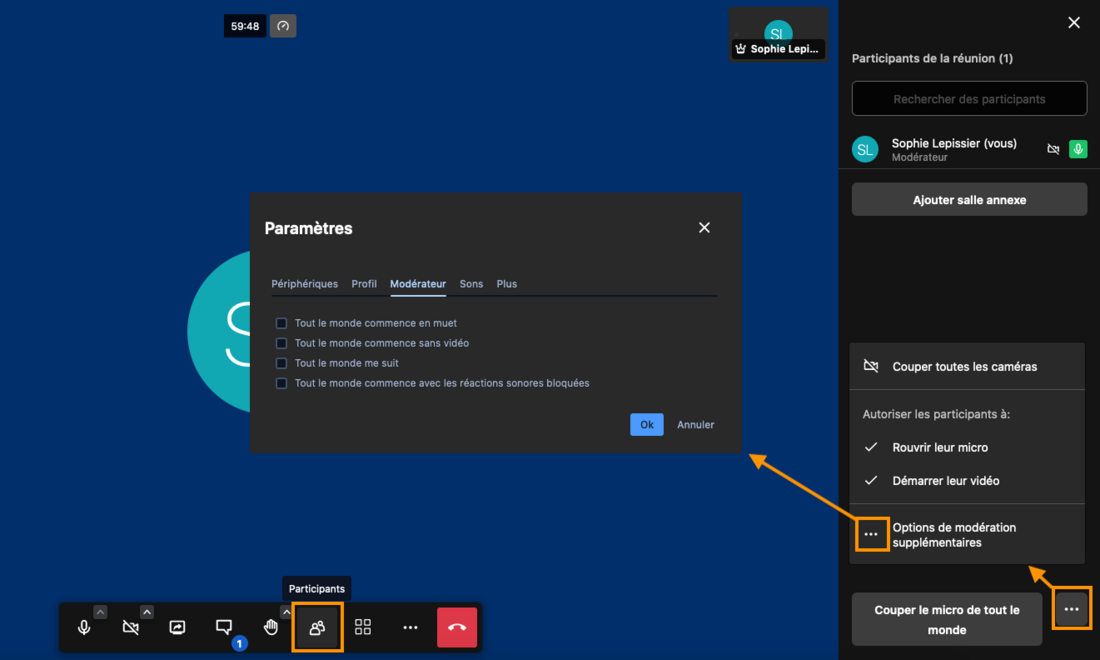 59:48
SL
Sophie Lepi...
Participants de la réunion (1)
Rechercher des participants
SL
Sophie Lepissier (vous)
Modérateur
Ajouter salle annexe
S
Paramètres
Périphériques Profil Modérateur Sons Plus
Tout le monde commence en muet
Tout le monde commence sans vidéo
Tout le monde me suit
Tout le monde commence avec les réactions sonores bloquées
Ok Annuler
Couper toutes les caméras
Autoriser les participants à:
Rouvrir leur micro
Démarrer leur vidéo
Options de modération
supplémentaires
Couper le micro de tout le
monde
Participants
1